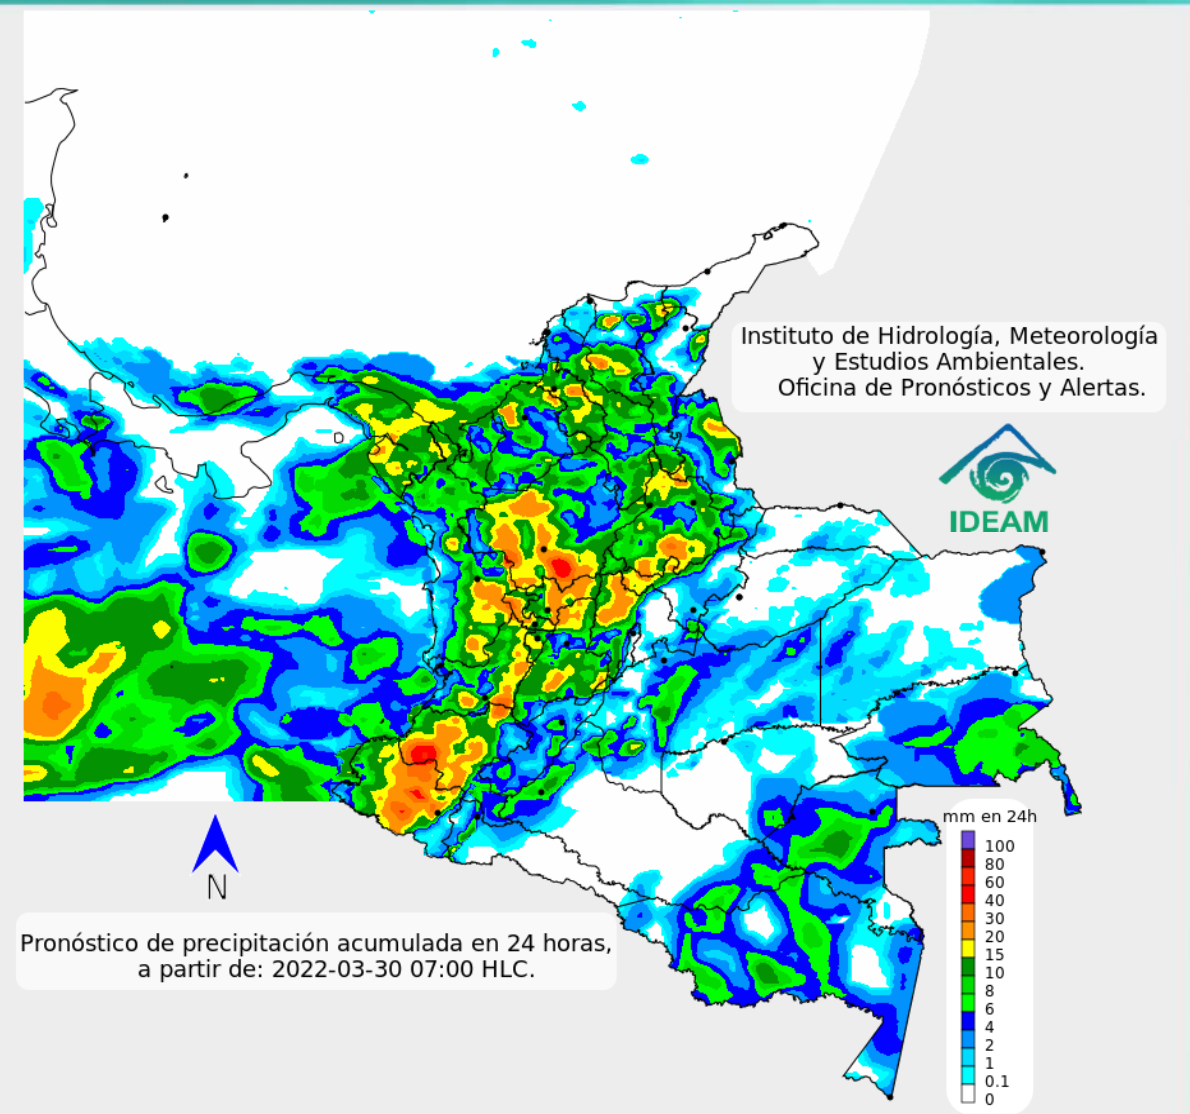 Instituto de Hidrología, Meteorología
y Estudios Ambientales.
Oficina de Pronósticos y Alertas.
IDEAM
mm en 24h
100
80
60
40
30
20
15
10
8
6
4
2
1
0.1
0
N
Pronóstico de precipitación acumulada en 24 horas,
a partir de: 2022-03-30 07:00 HLC.